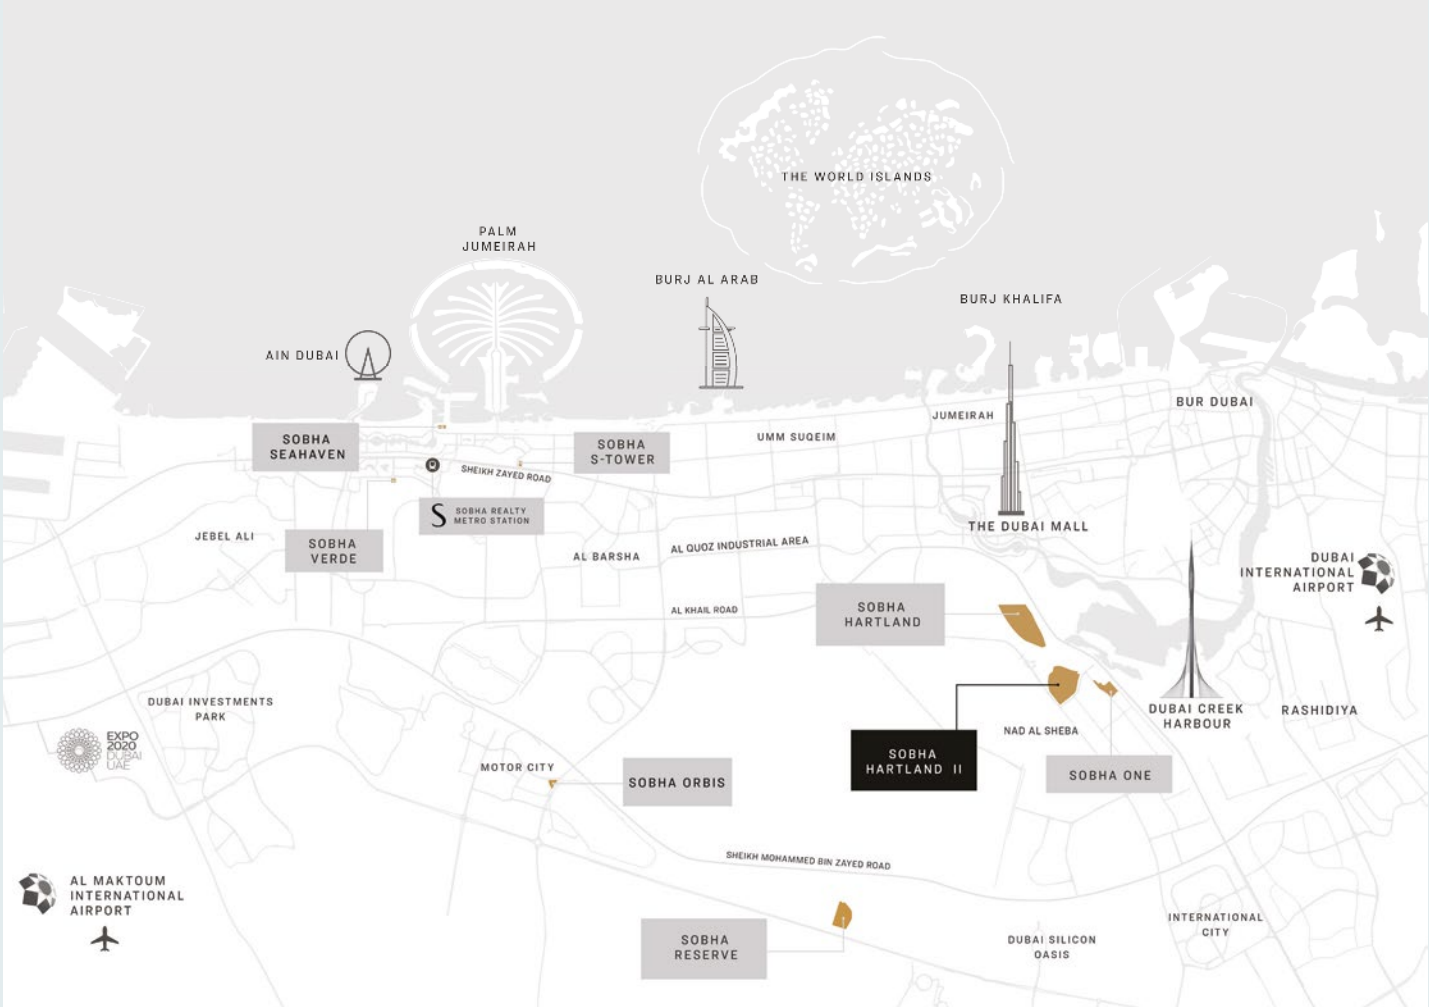 THE WORLD ISLANDS
PALM
JUMEIRAH
BURJ AL ARAB
BURJ KHALIFA
AIN DUBAI
BUR DUBAI
JUMEIRAH
UMM SUQEIM
SOBHA
SEAHAVEN
SOBHA
S-TOWER
SHEIKH ZAYED ROAD
S SOBHA REALTY
METRO STATION
THE DUBAI MALL
JEBEL ALI
SOBHA
VERDE
AL BARSHA
AL QUOZ INDUSTRIAL AREA
DUBAI
INTERNATIONAL
AIRPORT
AL KHAIL ROAD
SOBHA
HARTLAND
DUBAI INVESTMENTS
PARK
DUBAI CREEK
HARBOUR
RASHIDIYA
NAD AL SHEBA
EXPO
2020
DUBAI
UAE
MOTOR CITY
SOBHA ORBIS
SOBHA
HARTLAND II
SOBHA ONE
SHEIKH MOHAMMED BIN ZAYED ROAD
AL MAKTOUM
INTERNATIONAL
AIRPORT
SOBHA
RESERVE
DUBAI SILICON
OASIS
INTERNATIONAL
CITY